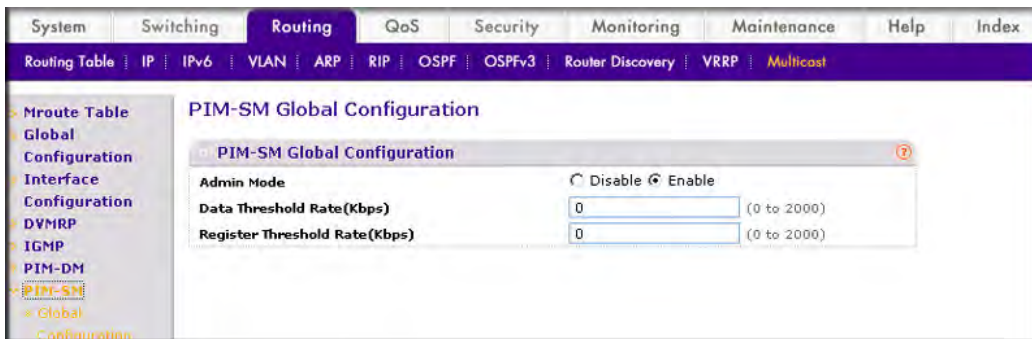 System Switching Routing QoS Security Monitoring Maintenance Help Index
Routing Table IP IPv6 VLAN ARP RIP OSPF OSPFv3 Router Discovery VRRP Multicast
Mroute Table
Global
Configuration
Interface
Configuration
DVMRP
IGMP
PIM-DM
PIM-SM
Global
Configuration
PIM-SM Global Configuration
PIM-SM Global Configuration ?
Admin Mode Disable Enable
Data Threshold Rate(Kbps) 0 (0 to 2000)
Register Threshold Rate(Kbps) 0 (0 to 2000)